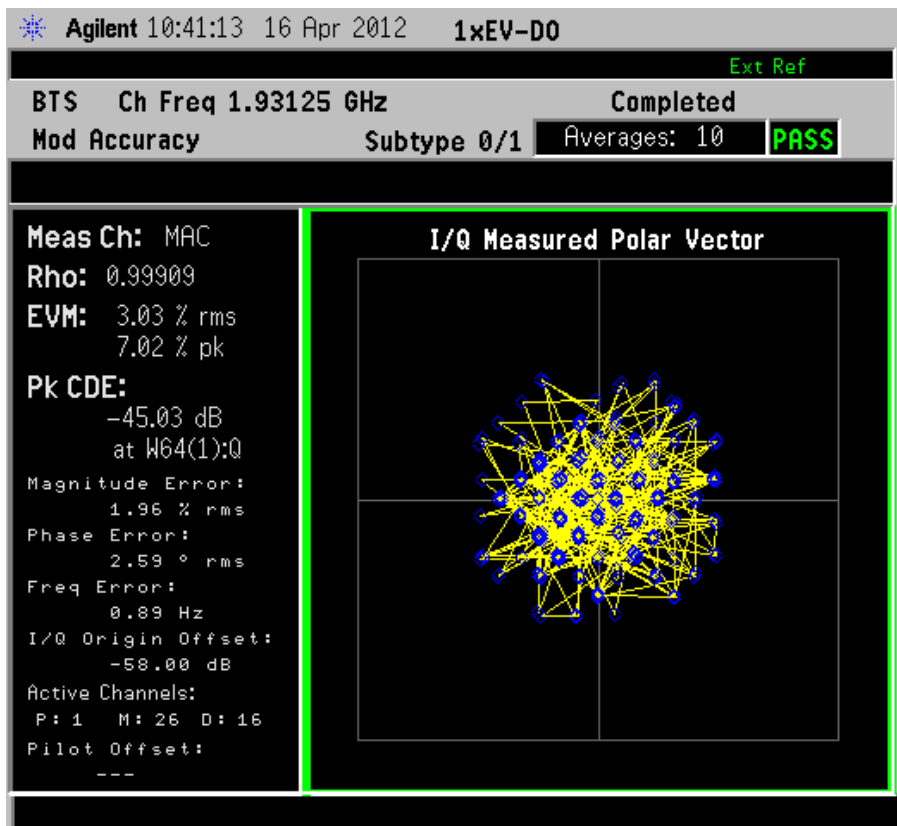 Agilent 10:41:13 16 Apr 2012 1xEV-DO
Ext Ref
BTS Ch Freq 1.93125 GHz Completed
Mod Accuracy Subtype 0/1 Averages: 10 PASS
Meas Ch: MAC
Rho: 0.99909
EVM: 3.03 % rms
7.02 % pk
Pk CDE:
-45.03 dB
at W64(1):Q
Magnitude Error:
1.96 % rms
Phase Error:
2.59 ° rms
Freq Error:
0.89 Hz
I/Q Origin Offset:
-58.00 dB
Active Channels:
P: 1 M: 26 D: 16
Pilot Offset:
---
I/Q Measured Polar Vector